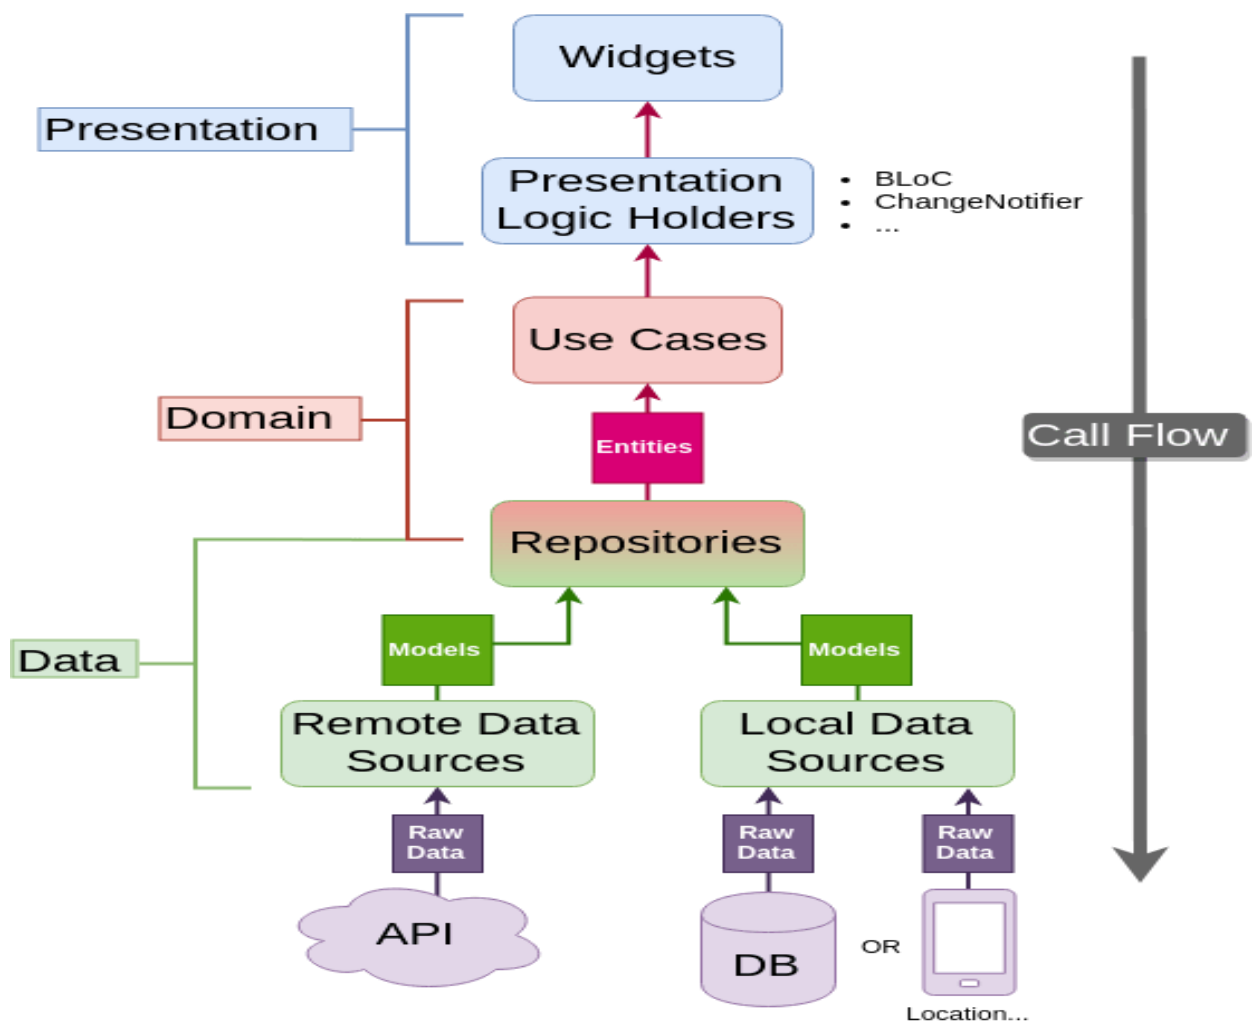 Widgets
Presentation
Presentation
Logic Holders
• BLoC
• ChangeNotifier
• ...
Use Cases
Domain
Call Flow
Entities
Repositories
Data
Models
Models
Remote Data
Sources
Local Data
Sources
Raw
Data
Raw
Data
Raw
Data
API
DB
OR
Location...